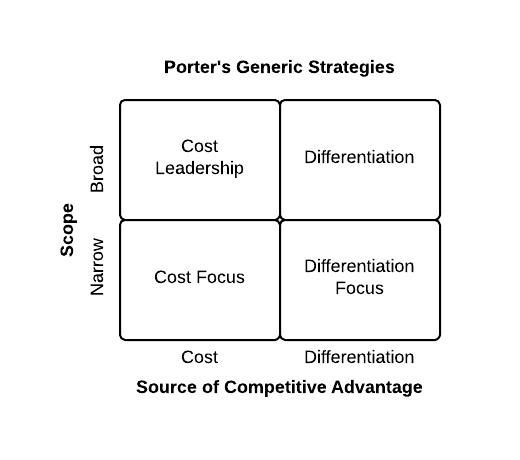 Porter's Generic Strategies
Scope
Broad
Cost
Leadership
Differentiation
Narrow
Cost Focus
Differentiation
Focus
Cost
Differentiation
Source of Competitive Advantage